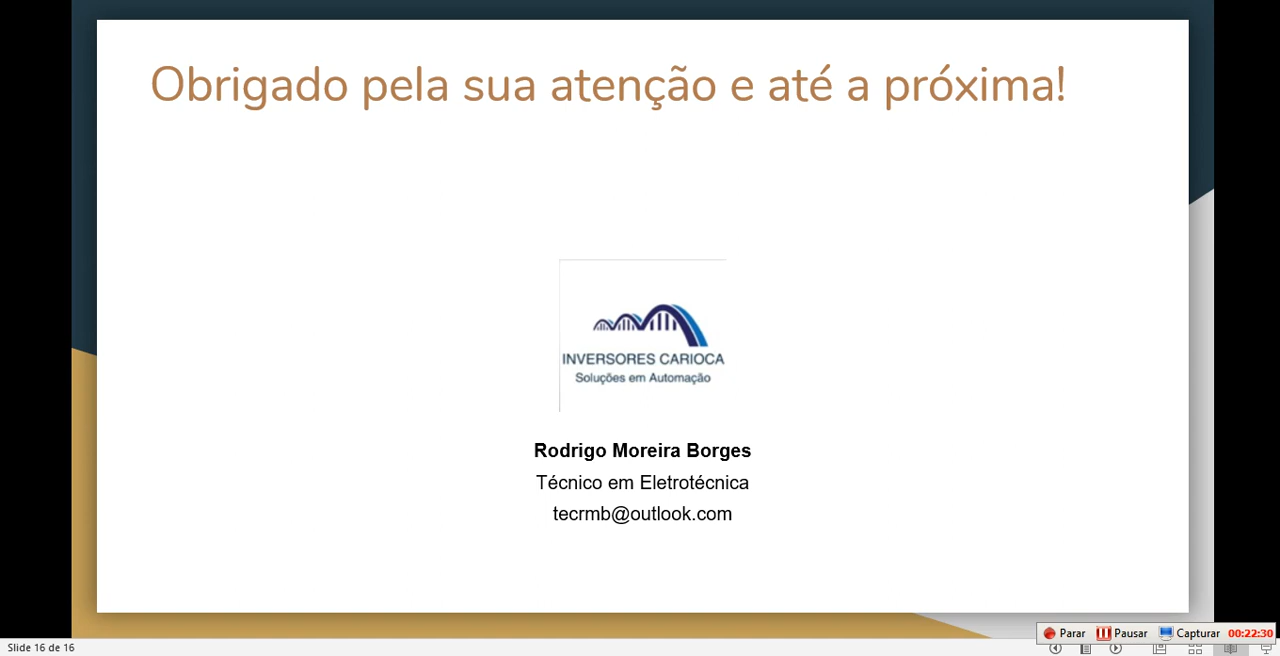 Obrigado pela sua atenção e até a próxima!
INVERSORES CARIOCA
Soluções em Automação
Rodrigo Moreira Borges
Técnico em Eletrotécnica
tecrmb@outlook.com
Parar Pausar Capturar 00:22:30
Slide 16 de 16